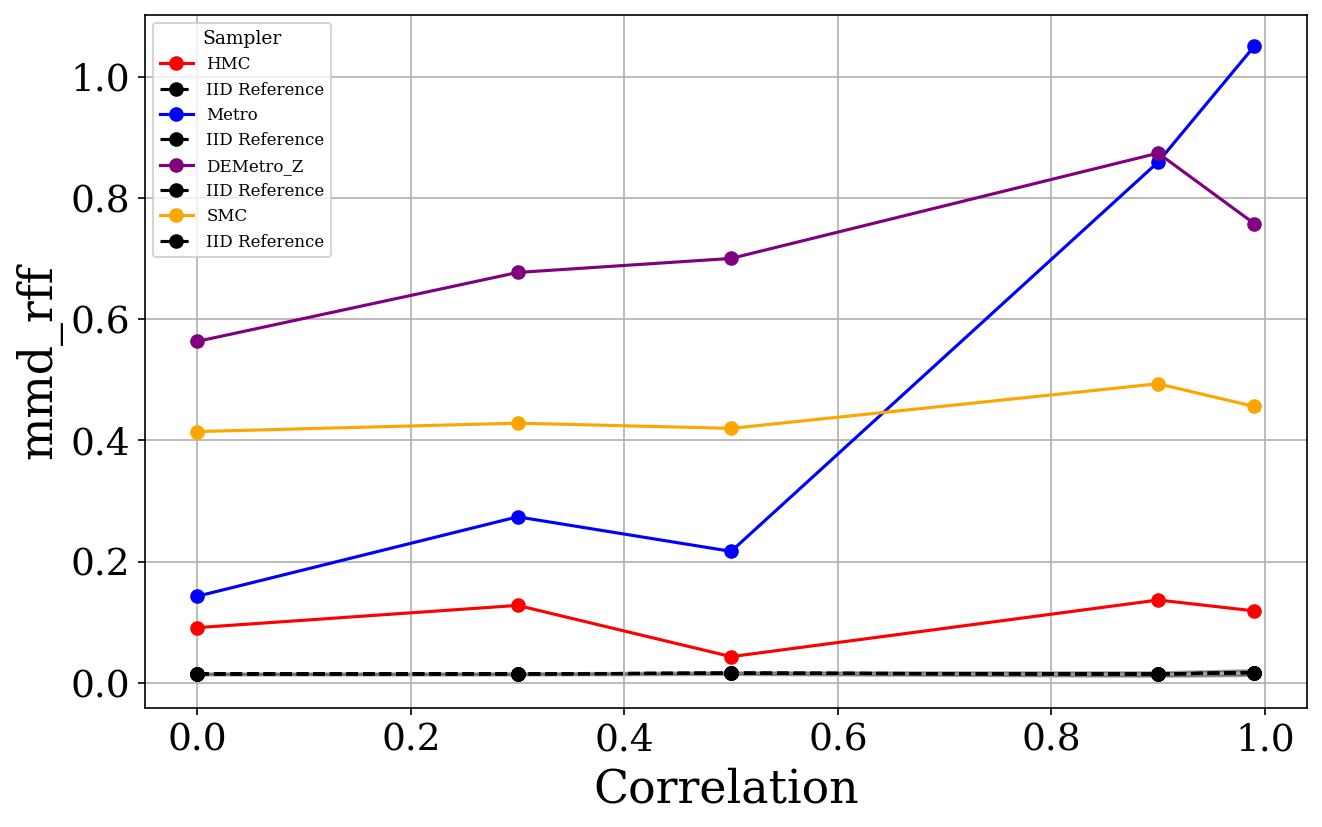 Sampler
HMC
IID Reference
Metro
IID Reference
DEMetro_Z
IID Reference
SMC
IID Reference
mmd_rff
1.0
0.8
0.6
0.4
0.2
0.0
0.0 0.2 0.4 0.6 0.8 1.0
Correlation